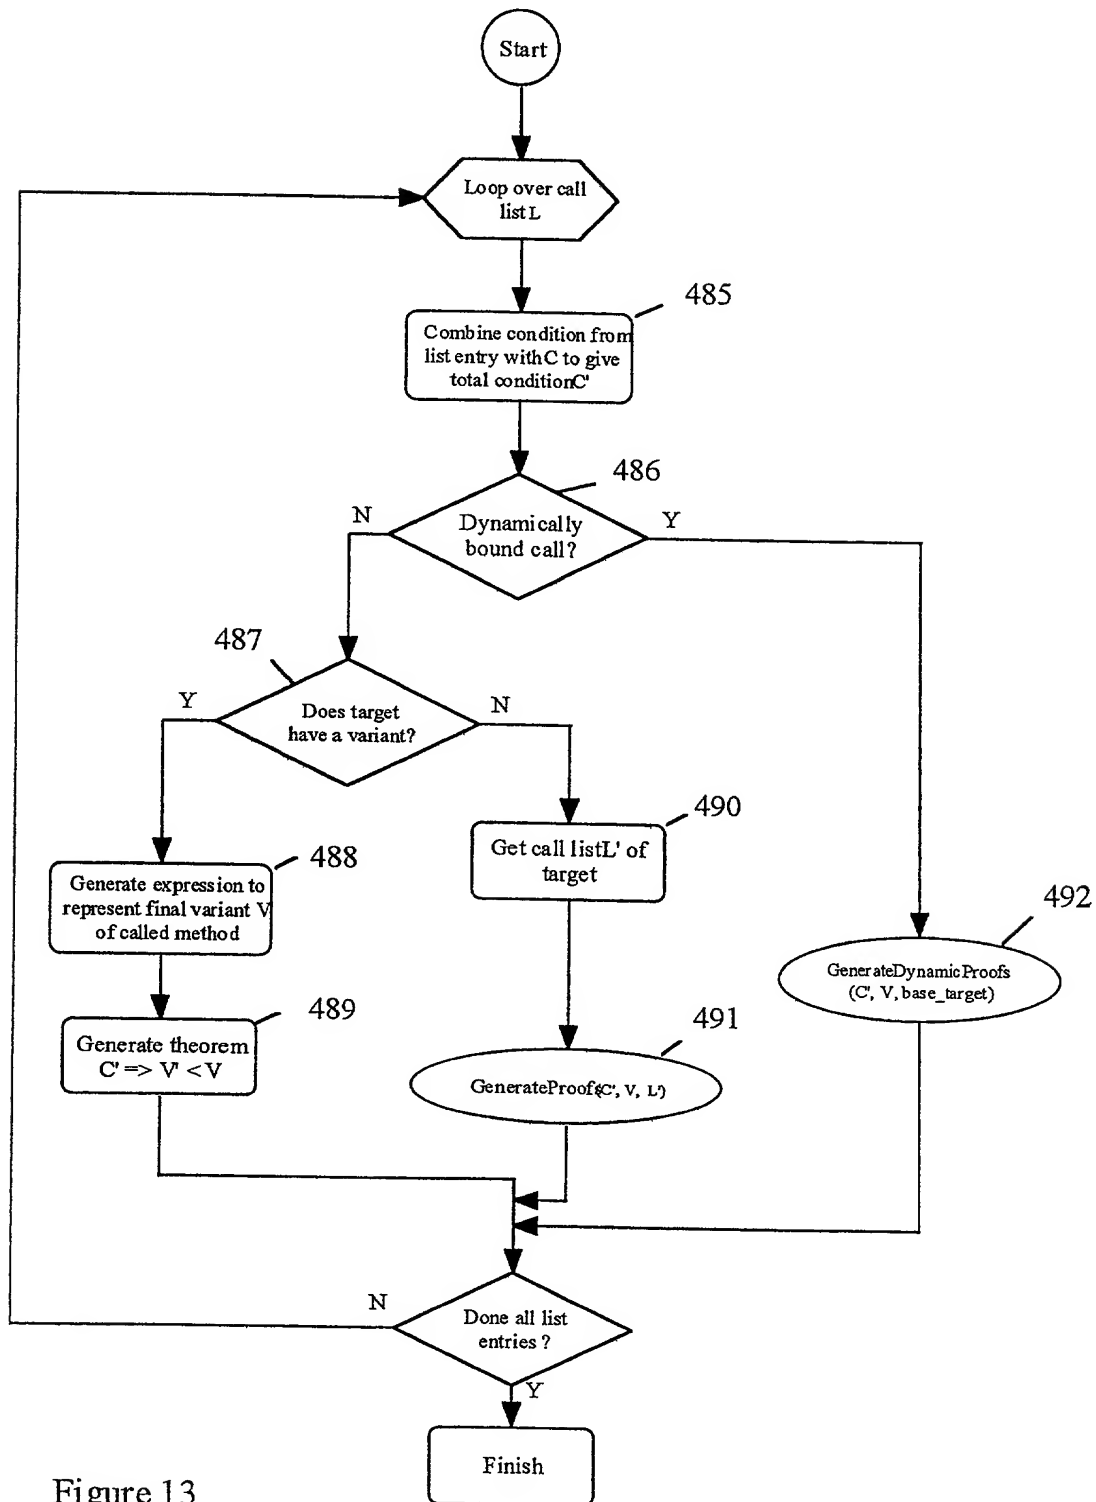 Start
Loop over call
list L
485
Combine condition from
list entry with C to give
total condition C'
486
N
Dynamically
bound call?
Y
487
Y
Does target
have a variant?
N
490
Get call list L' of
target
488
Generate expression to
represent final variant V
of called method
492
GenerateDynamicProofs
(C', V, base_target)
489
Generate theorem
C' => V' < V
491
GenerateProofs(C', V, L')
N
Done all list
entries ?
Y
Finish
Figure 13